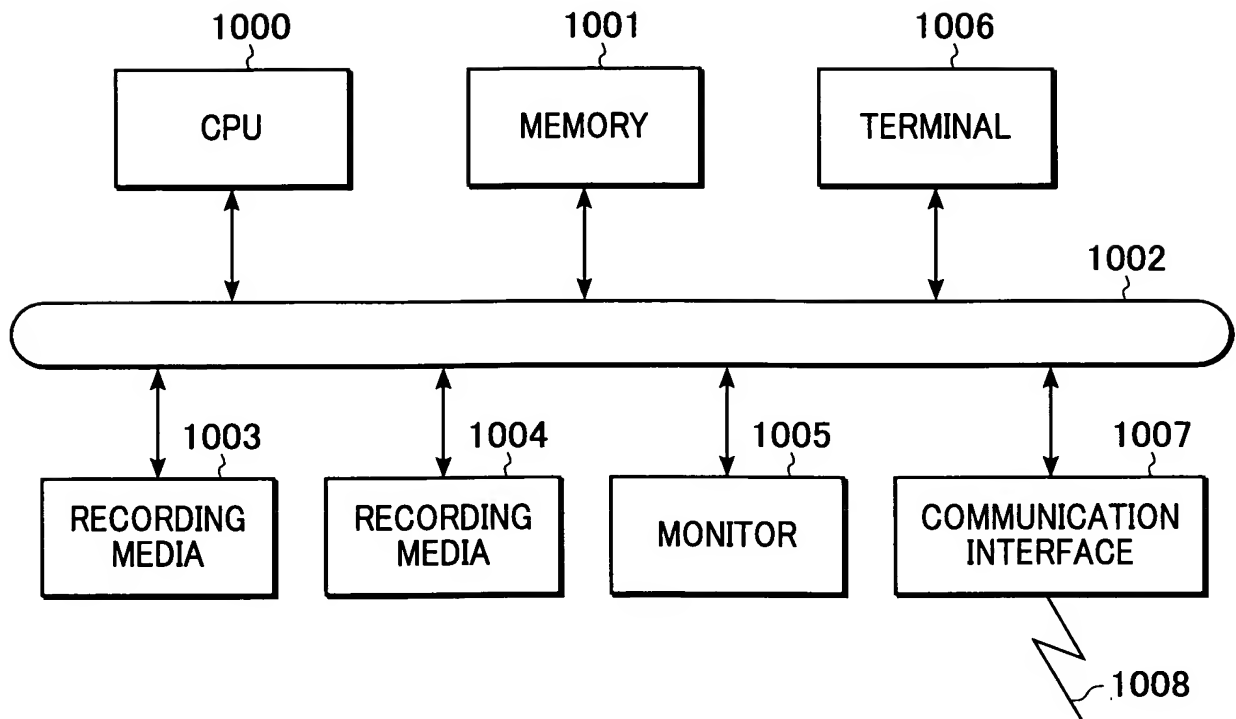 1000
1001
1006
CPU
MEMORY
TERMINAL
1002
1003
1004
1005
1007
RECORDING
MEDIA
RECORDING
MEDIA
MONITOR
COMMUNICATION
INTERFACE
1008